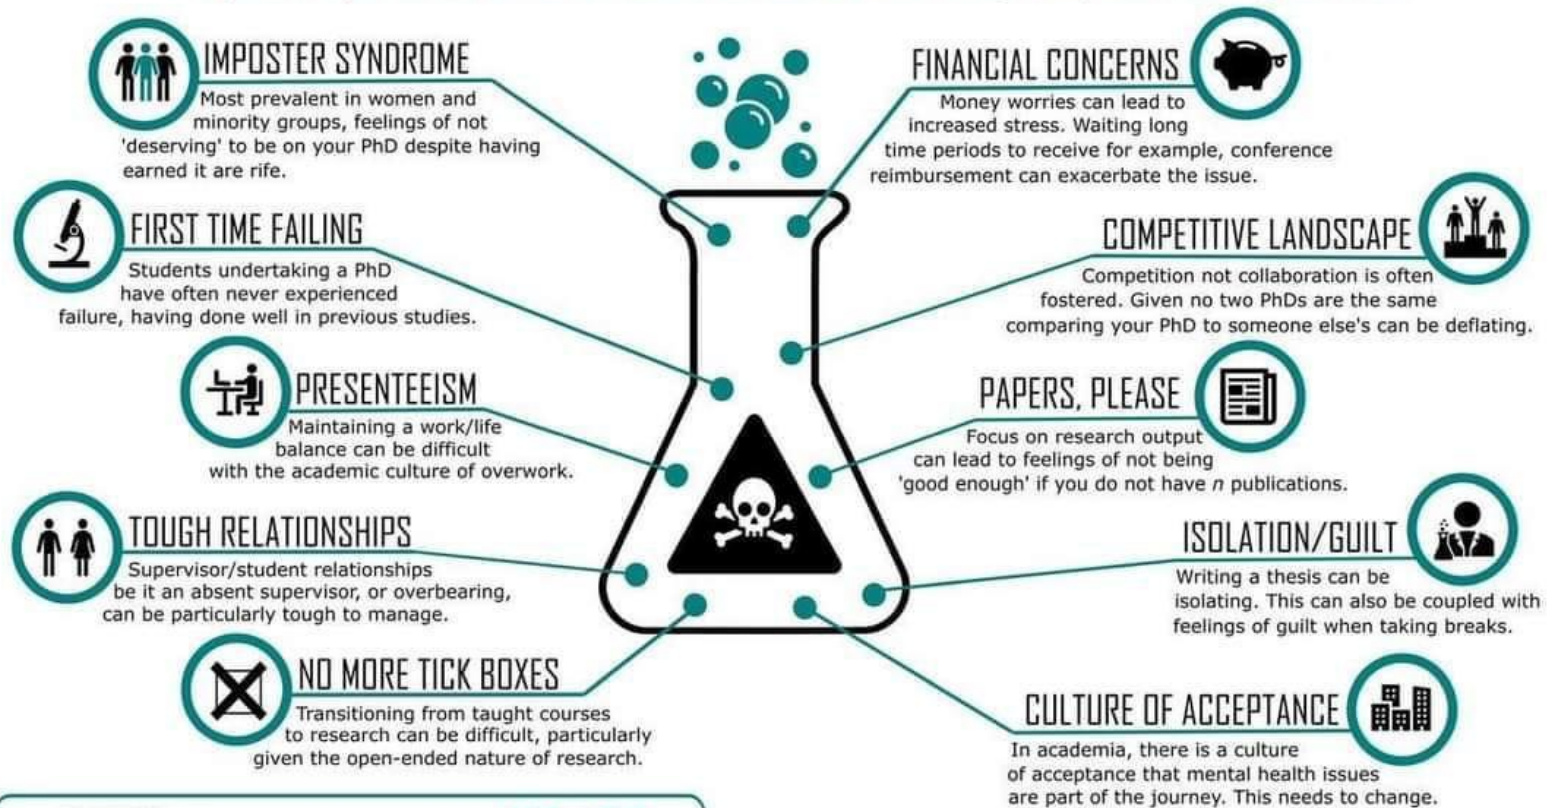 IMPOSTER SYNDROME
Most prevalent in women and
minority groups, feelings of not
'deserving' to be on your PhD despite having
earned it are rife.
FIRST TIME FAILING
Students undertaking a PhD
have often never experienced
failure, having done well in previous studies.
PRESENTEEISM
Maintaining a work/life
balance can be difficult
with the academic culture of overwork.
TOUGH RELATIONSHIPS
Supervisor/student relationships
be it an absent supervisor, or overbearing,
can be particularly tough to manage.
NO MORE TICK BOXES
Transitioning from taught courses
to research can be difficult, particularly
given the open-ended nature of research.
FINANCIAL CONCERNS
Money worries can lead to
increased stress. Waiting long
time periods to receive for example, conference
reimbursement can exacerbate the issue.
COMPETITIVE LANDSCAPE
Competition not collaboration is often
fostered. Given no two PhDs are the same
comparing your PhD to someone else's can be deflating.
PAPERS, PLEASE
Focus on research output
can lead to feelings of not being
'good enough' if you do not have n publications.
ISOLATION/GUILT
Writing a thesis can be
isolating. This can also be coupled with
feelings of guilt when taking breaks.
CULTURE OF ACCEPTANCE
In academia, there is a culture
of acceptance that mental health issues
are part of the journey. This needs to change.